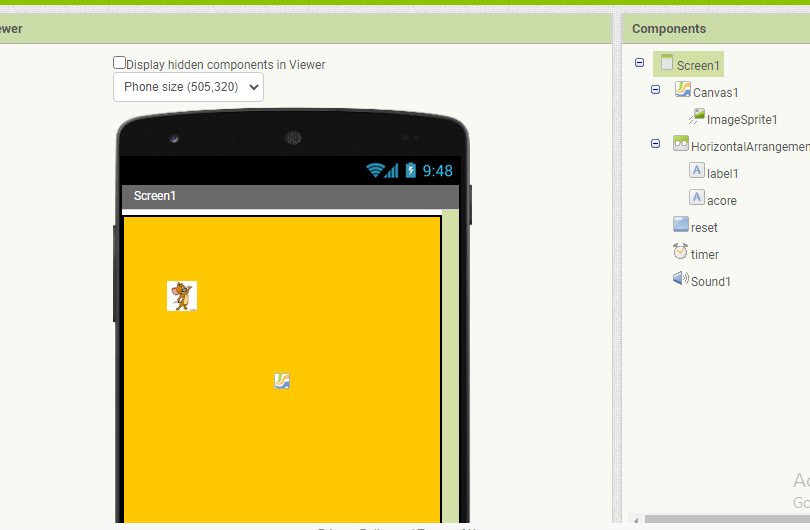 ewer
Components
Display hidden components in Viewer
Phone size (505,320)
9:48
Screen1
Screen1
Canvas1
ImageSprite1
HorizontalArrangemen
A label1
A acore
reset
timer
Sound1
Ac
Go